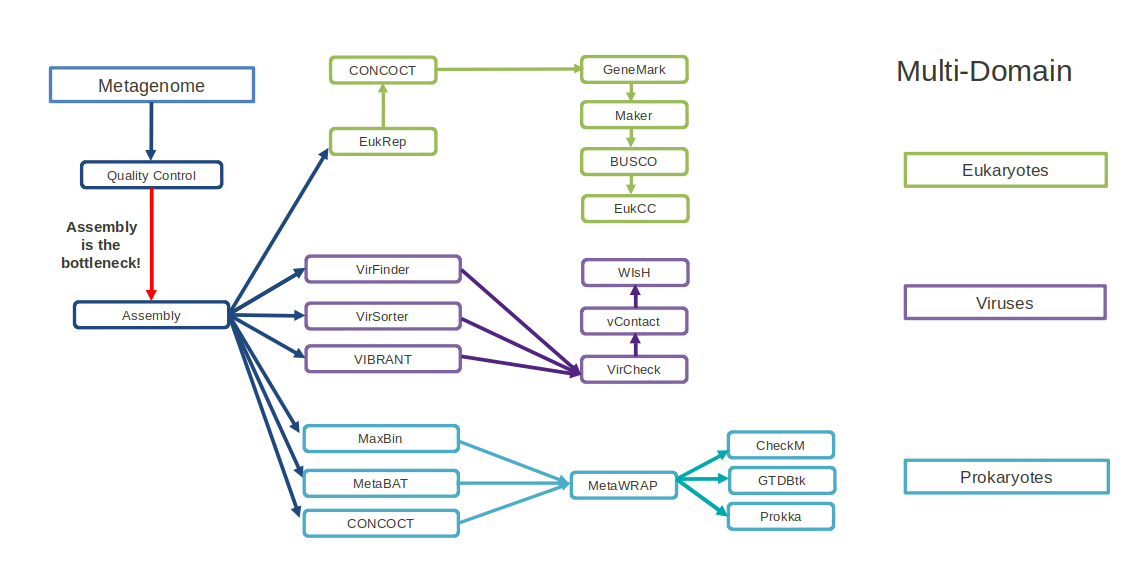 Multi-Domain
Metagenome
Quality Control
Assembly
is the
bottleneck!
Assembly
CONCOCT
EukRep
GeneMark
Maker
BUSCO
EukCC
Eukaryotes
VirFinder
VirSorter
VIBRANT
WIsH
vContact
VirCheck
Viruses
MaxBin
MetaBAT
CONCOCT
MetaWRAP
CheckM
GTDBtk
Prokka
Prokaryotes